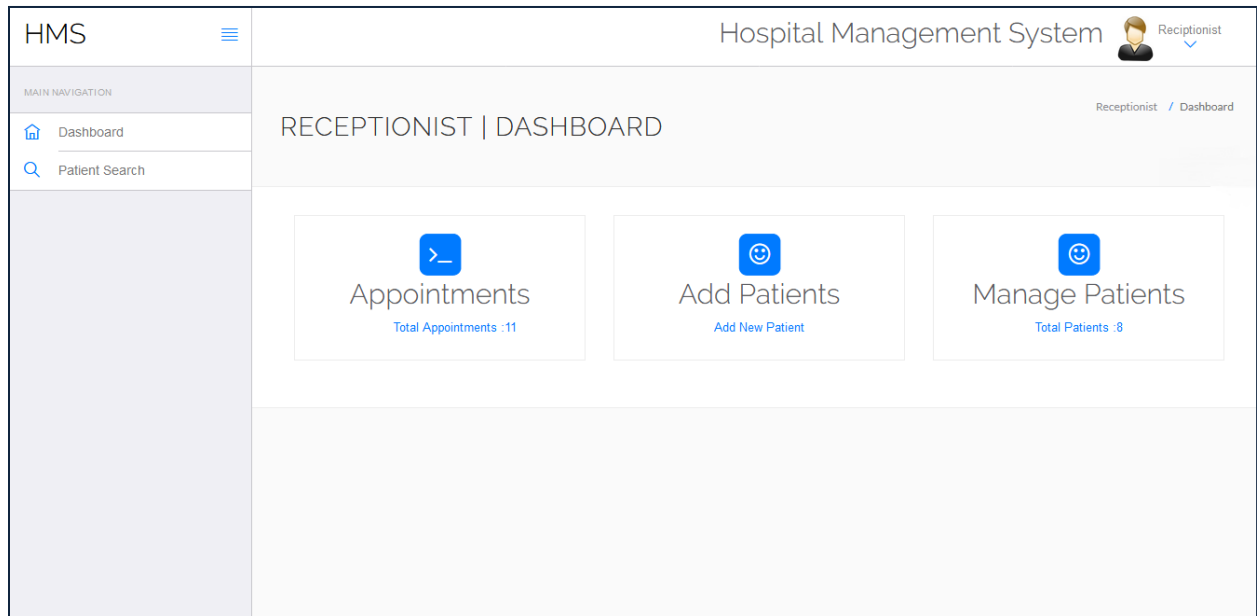 HMS
Hospital Management System
Reciptionist
MAIN NAVIGATION
Dashboard
Patient Search
RECEPTIONIST | DASHBOARD
Receptionist / Dashboard
Appointments
Total Appointments :11
Add Patients
Add New Patient
Manage Patients
Total Patients :8